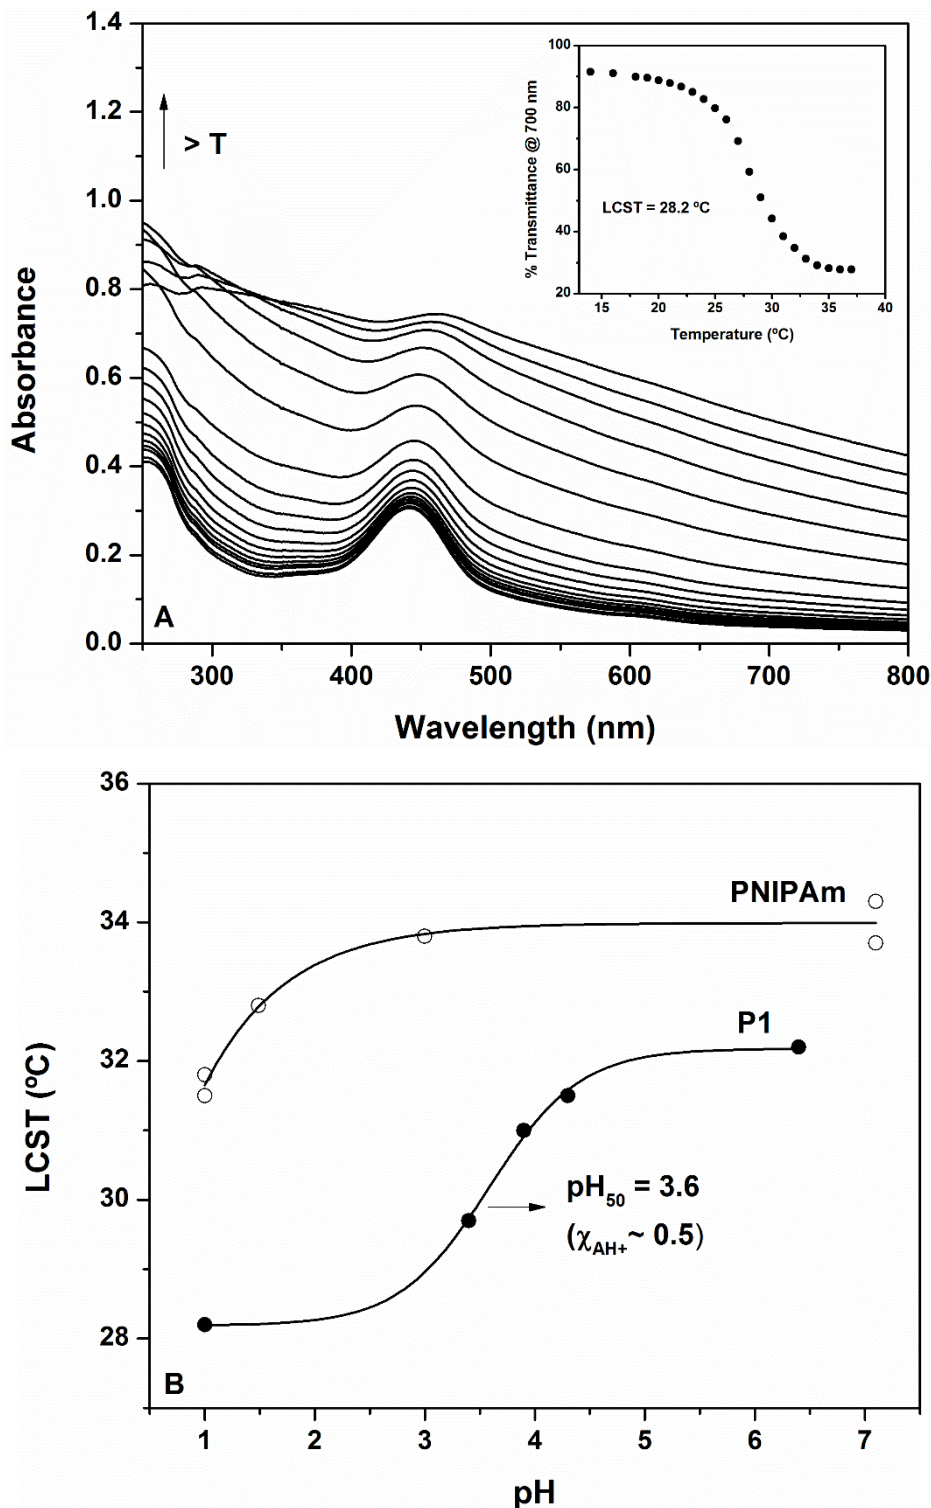 1.4
1.2
1.0
0.8
0.6
0.4
0.2
0.0
Absorbance
> T
A
300
400
500
600
700
800
Wavelength (nm)
100
80
60
40
20
% Transmittance @ 700 nm
LCST = 28.2 ºC
15
20
25
30
35
40
Temperature (ºC)
36
34
32
30
28
LCST (ºC)
PNIPAm
P1
pH50 = 3.6
(χAH+ ~ 0.5)
B
1
2
3
4
5
6
7
pH